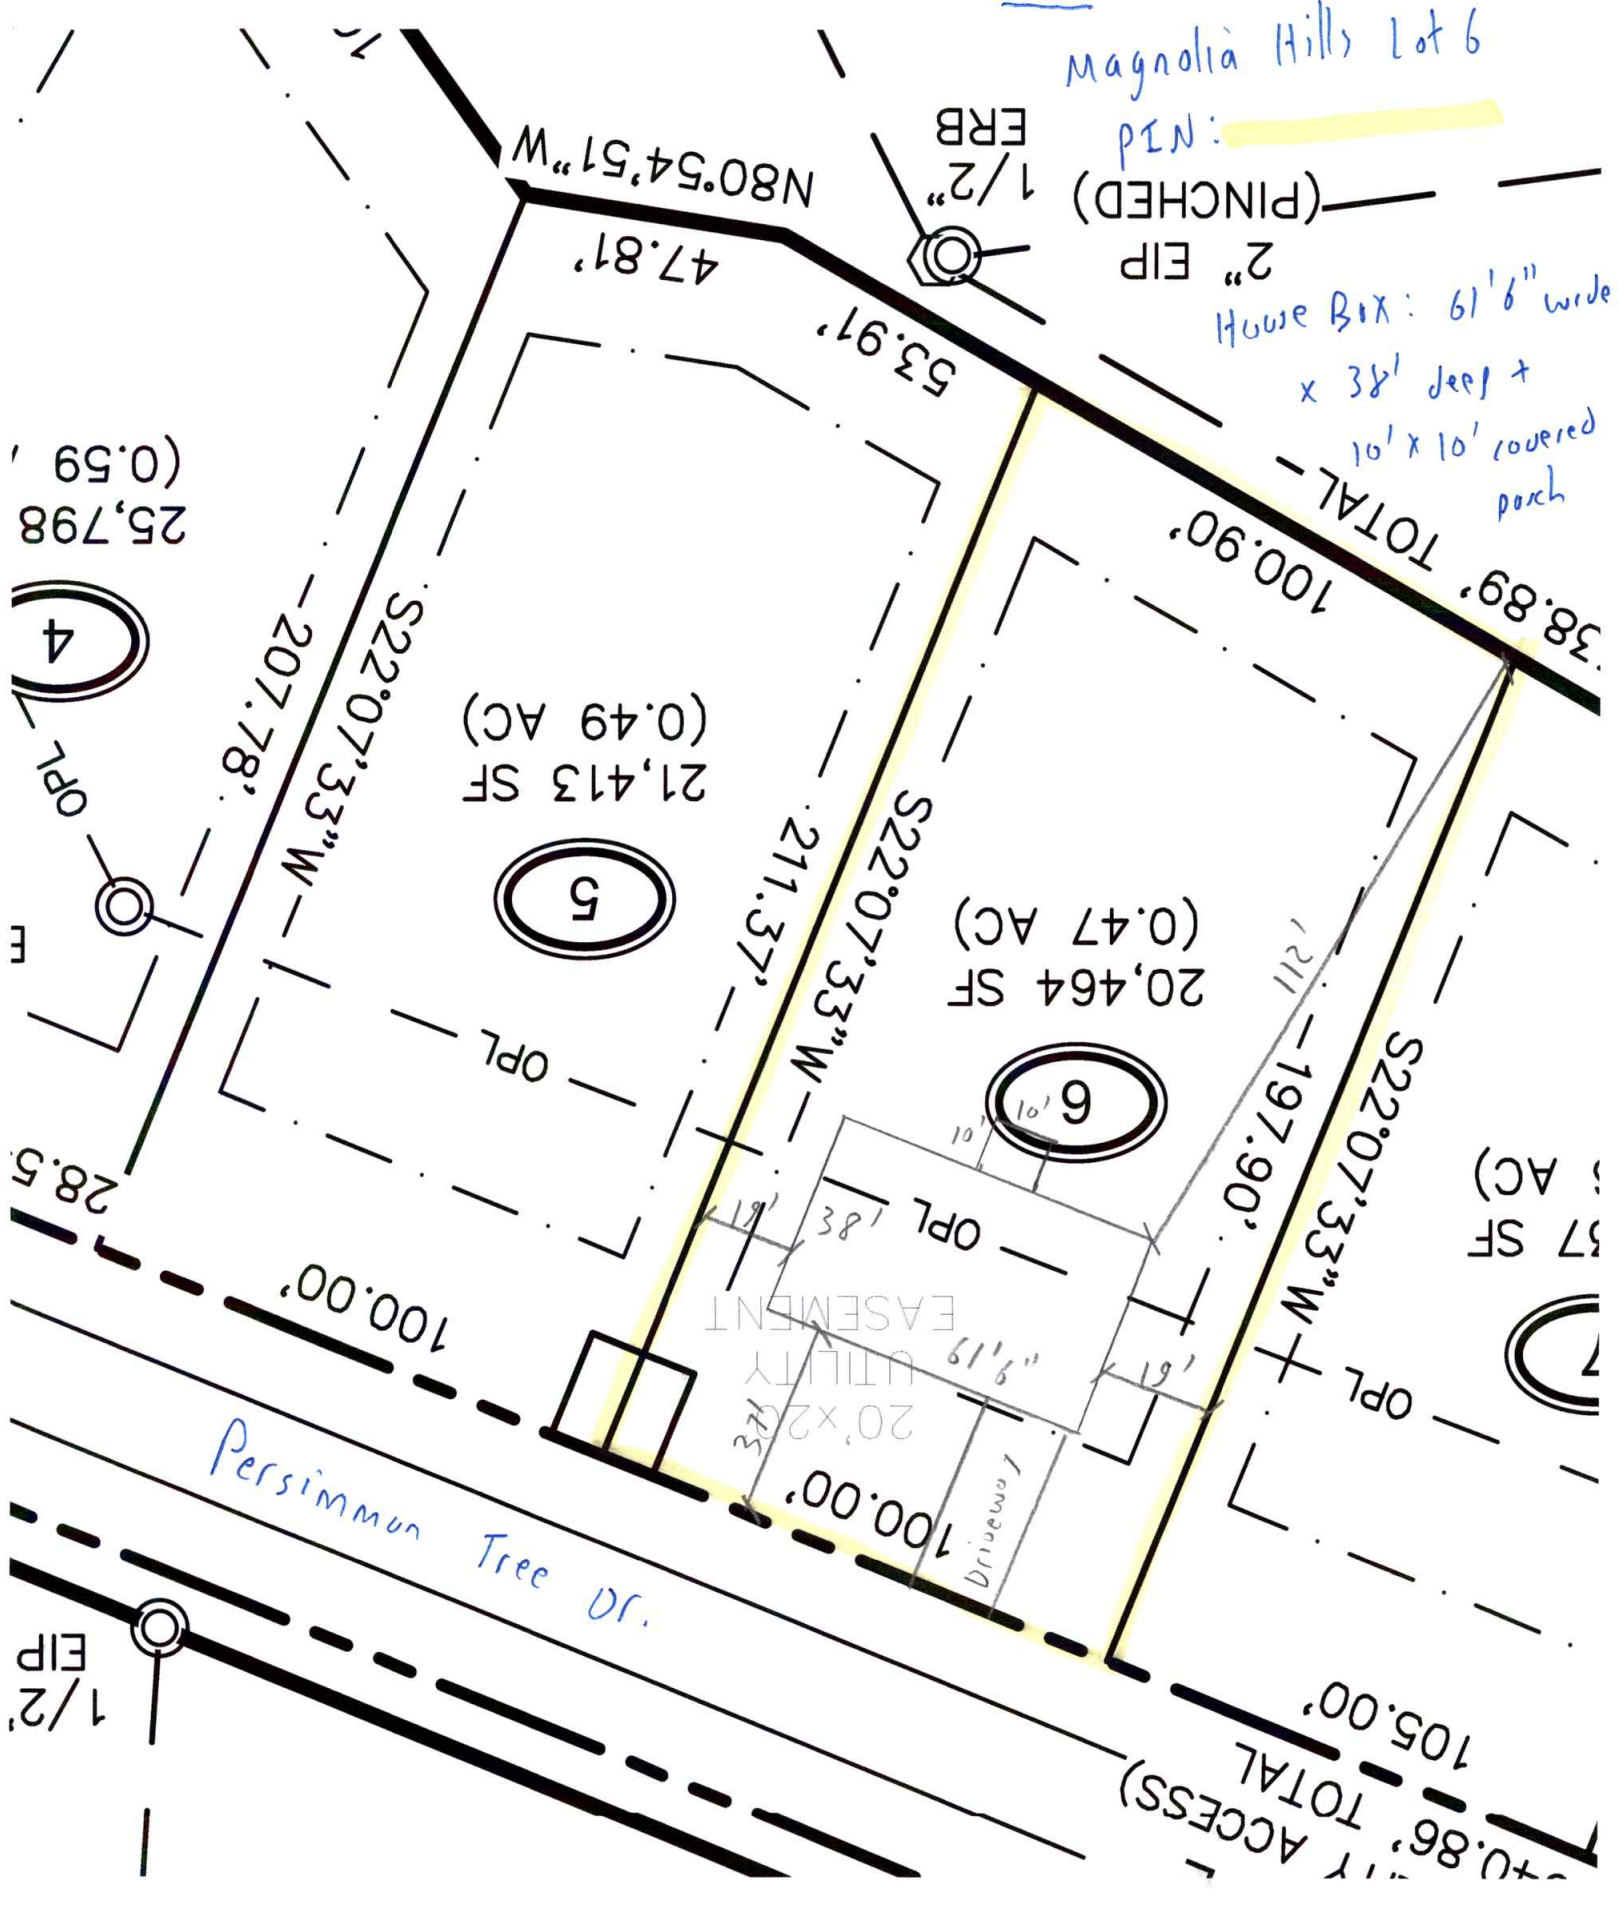 Magnolia Hills Lot 6
PIN:
House Box: 61'6" wide
x 38' deep +
10' x 10' covered
porch
N80°54'51"W
47.81'
53.91'
1/2"
ERB
2" EIP
(PINCHED)
TOTAL
38.89'
100.90'
25,798
(0.59
4
OPL
207.78'
S22°07'33"W
5
21,413 SF
(0.49 AC)
OPL
211.37'
S22°07'33"W
6
20,464 SF
(0.47 AC)
121'
197.90'
S22°07'33"W
10'
10'
38'
OPL
19'
19'
61'6"
37'
20'x20'
UTILITY
EASEMENT
Driveway
100.00'
100.00'
28.5
7
37 SF
AC)
OPL
E
Persimmon Tree Dr.
1/2"
EIP
105.00'
TOTAL
40.86'
ACCESS)